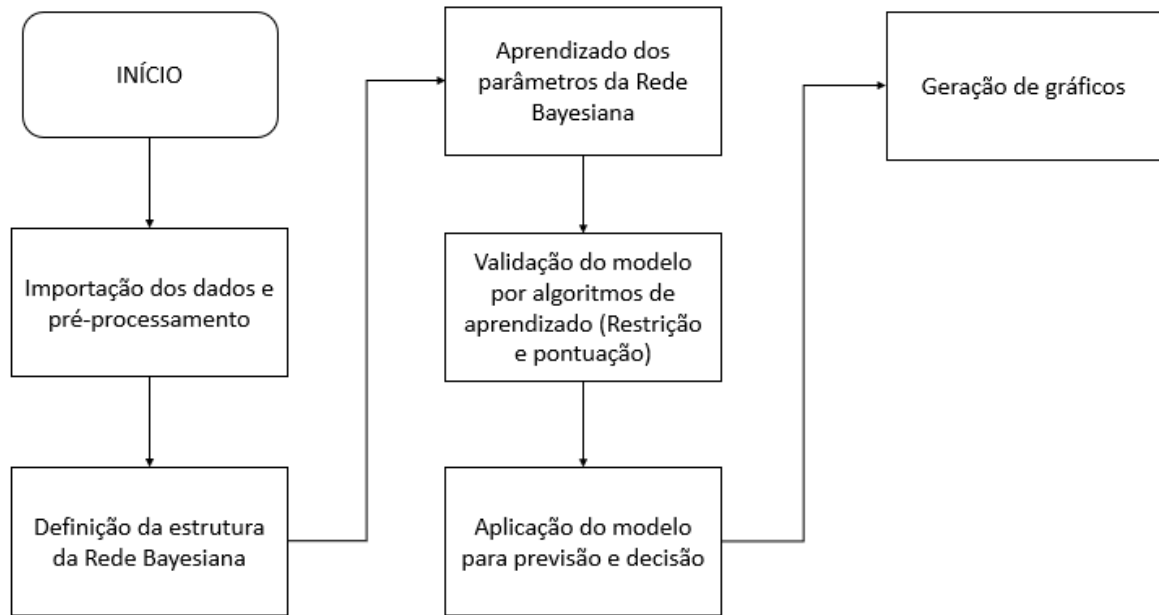 INÍCIO
Importação dos dados e
pré-processamento
Definição da estrutura
da Rede Bayesiana
Aprendizado dos
parâmetros da Rede
Bayesiana
Validação do modelo
por algoritmos de
aprendizado (Restrição
e pontuação)
Aplicação do modelo
para previsão e decisão
Geração de gráficos